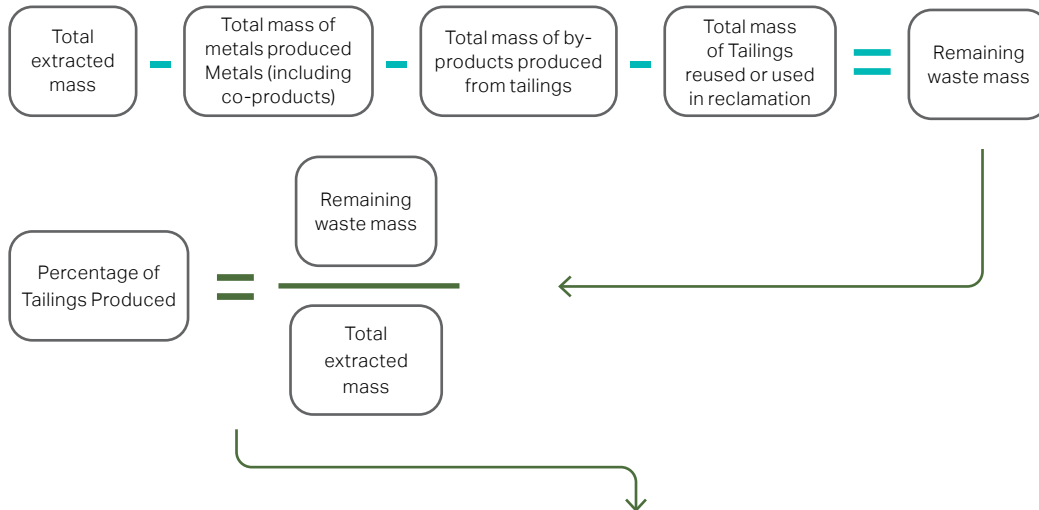 Total
extracted
mass
Total mass of
metals produced
Metals (including
co-products)
Total mass of by-
products produced
from tailings
Total mass
of Tailings
reused or used
in reclamation
Remaining
waste mass
Percentage of
Tailings Produced
Remaining
waste mass
Total
extracted
mass